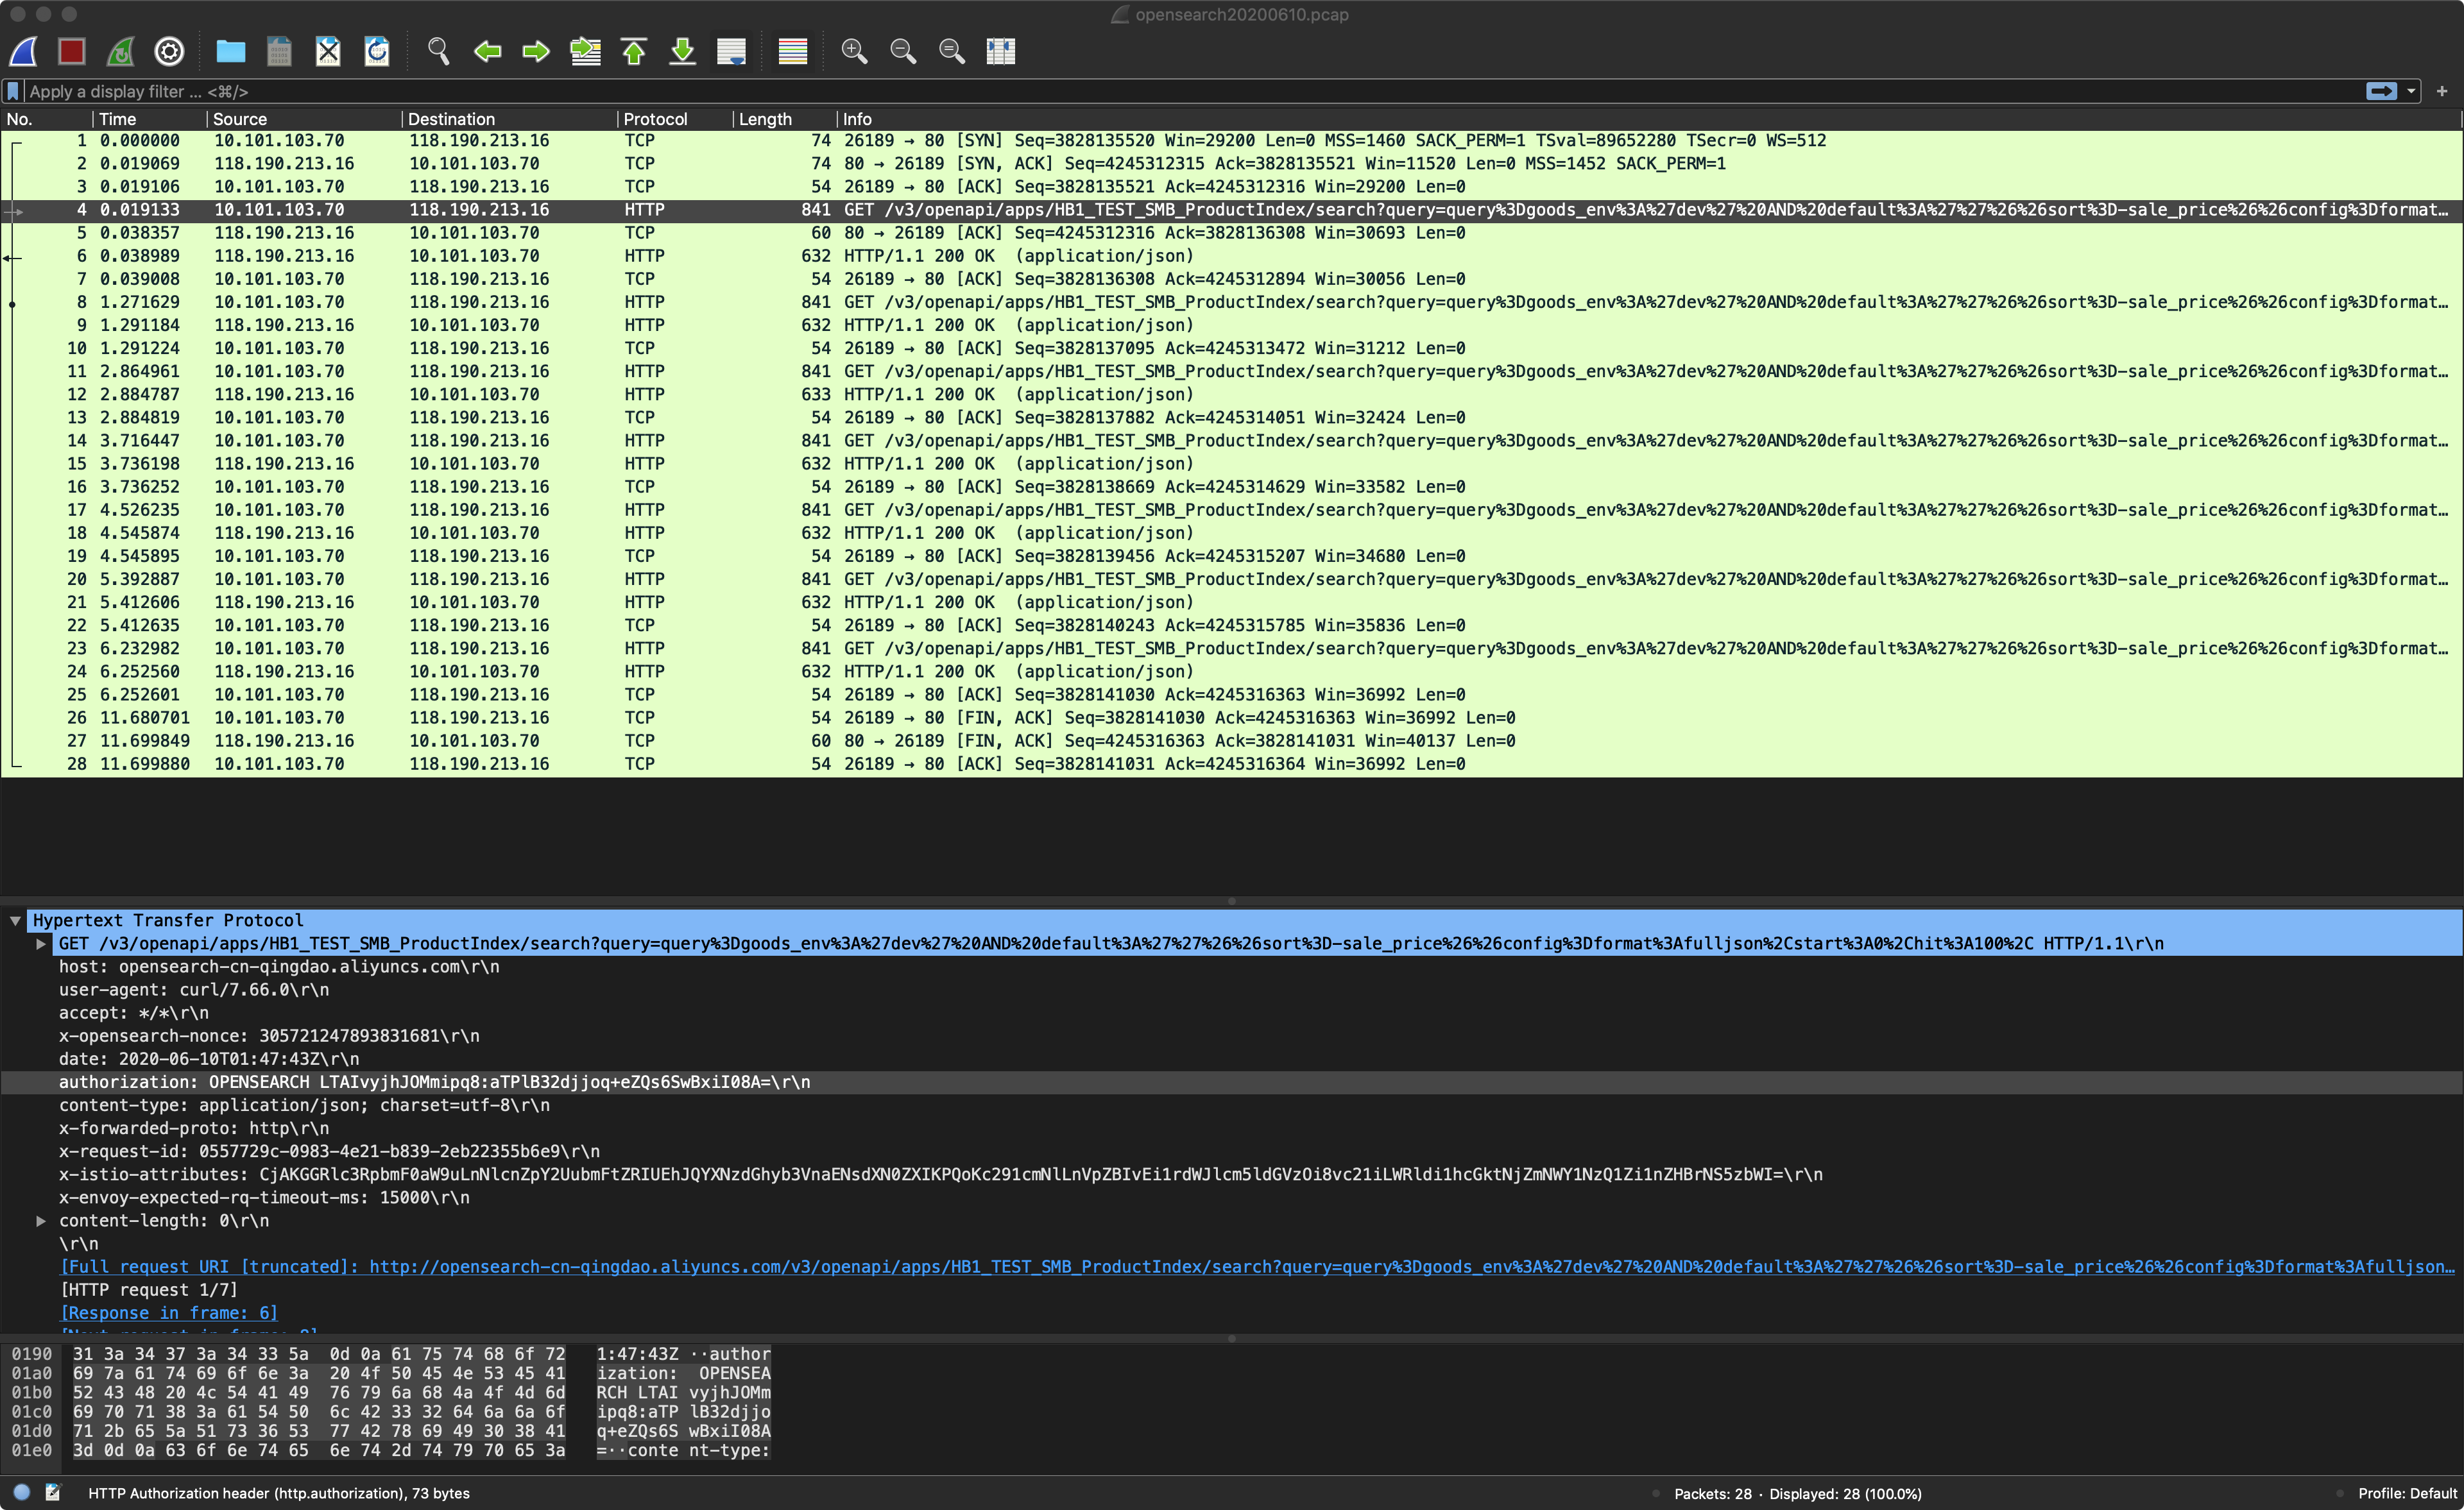 opensearch20200610.pcap
Apply a display filter … <⌘/>
No. Time Source Destination Protocol Length Info
1 0.000000 10.101.103.70 118.190.213.16 TCP 74 26189 → 80 [SYN] Seq=3828135520 Win=29200 Len=0 MSS=1460 SACK_PERM=1 TSval=89652280 TSecr=0 WS=512
2 0.019069 118.190.213.16 10.101.103.70 TCP 74 80 → 26189 [SYN, ACK] Seq=4245312315 Ack=3828135521 Win=11520 Len=0 MSS=1452 SACK_PERM=1
3 0.019106 10.101.103.70 118.190.213.16 TCP 54 26189 → 80 [ACK] Seq=3828135521 Ack=4245312316 Win=29200 Len=0
4 0.019133 10.101.103.70 118.190.213.16 HTTP 841 GET /v3/openapi/apps/HB1_TEST_SMB_ProductIndex/search?query=query%3Dgoods_env%3A%27dev%27%20AND%20default%3A%27%27%26%26sort%3D-sale_price%26%26config%3Dformat…
5 0.038357 118.190.213.16 10.101.103.70 TCP 60 80 → 26189 [ACK] Seq=4245312316 Ack=3828136308 Win=30693 Len=0
6 0.038989 118.190.213.16 10.101.103.70 HTTP 632 HTTP/1.1 200 OK (application/json)
7 0.039008 10.101.103.70 118.190.213.16 TCP 54 26189 → 80 [ACK] Seq=3828136308 Ack=4245312894 Win=30056 Len=0
8 1.271629 10.101.103.70 118.190.213.16 HTTP 841 GET /v3/openapi/apps/HB1_TEST_SMB_ProductIndex/search?query=query%3Dgoods_env%3A%27dev%27%20AND%20default%3A%27%27%26%26sort%3D-sale_price%26%26config%3Dformat…
9 1.291184 118.190.213.16 10.101.103.70 HTTP 632 HTTP/1.1 200 OK (application/json)
10 1.291224 10.101.103.70 118.190.213.16 TCP 54 26189 → 80 [ACK] Seq=3828137095 Ack=4245313472 Win=31212 Len=0
11 2.864961 10.101.103.70 118.190.213.16 HTTP 841 GET /v3/openapi/apps/HB1_TEST_SMB_ProductIndex/search?query=query%3Dgoods_env%3A%27dev%27%20AND%20default%3A%27%27%26%26sort%3D-sale_price%26%26config%3Dformat…
12 2.884787 118.190.213.16 10.101.103.70 HTTP 633 HTTP/1.1 200 OK (application/json)
13 2.884819 10.101.103.70 118.190.213.16 TCP 54 26189 → 80 [ACK] Seq=3828137882 Ack=4245314051 Win=32424 Len=0
14 3.716447 10.101.103.70 118.190.213.16 HTTP 841 GET /v3/openapi/apps/HB1_TEST_SMB_ProductIndex/search?query=query%3Dgoods_env%3A%27dev%27%20AND%20default%3A%27%27%26%26sort%3D-sale_price%26%26config%3Dformat…
15 3.736198 118.190.213.16 10.101.103.70 HTTP 632 HTTP/1.1 200 OK (application/json)
16 3.736252 10.101.103.70 118.190.213.16 TCP 54 26189 → 80 [ACK] Seq=3828138669 Ack=4245314629 Win=33582 Len=0
17 4.526235 10.101.103.70 118.190.213.16 HTTP 841 GET /v3/openapi/apps/HB1_TEST_SMB_ProductIndex/search?query=query%3Dgoods_env%3A%27dev%27%20AND%20default%3A%27%27%26%26sort%3D-sale_price%26%26config%3Dformat…
18 4.545874 118.190.213.16 10.101.103.70 HTTP 632 HTTP/1.1 200 OK (application/json)
19 4.545895 10.101.103.70 118.190.213.16 TCP 54 26189 → 80 [ACK] Seq=3828139456 Ack=4245315207 Win=34680 Len=0
20 5.392887 10.101.103.70 118.190.213.16 HTTP 841 GET /v3/openapi/apps/HB1_TEST_SMB_ProductIndex/search?query=query%3Dgoods_env%3A%27dev%27%20AND%20default%3A%27%27%26%26sort%3D-sale_price%26%26config%3Dformat…
21 5.412606 118.190.213.16 10.101.103.70 HTTP 632 HTTP/1.1 200 OK (application/json)
22 5.412635 10.101.103.70 118.190.213.16 TCP 54 26189 → 80 [ACK] Seq=3828140243 Ack=4245315785 Win=35836 Len=0
23 6.232982 10.101.103.70 118.190.213.16 HTTP 841 GET /v3/openapi/apps/HB1_TEST_SMB_ProductIndex/search?query=query%3Dgoods_env%3A%27dev%27%20AND%20default%3A%27%27%26%26sort%3D-sale_price%26%26config%3Dformat…
24 6.252560 118.190.213.16 10.101.103.70 HTTP 632 HTTP/1.1 200 OK (application/json)
25 6.252601 10.101.103.70 118.190.213.16 TCP 54 26189 → 80 [ACK] Seq=3828141030 Ack=4245316363 Win=36992 Len=0
26 11.680701 10.101.103.70 118.190.213.16 TCP 54 26189 → 80 [FIN, ACK] Seq=3828141030 Ack=4245316363 Win=36992 Len=0
27 11.699849 118.190.213.16 10.101.103.70 TCP 60 80 → 26189 [FIN, ACK] Seq=4245316363 Ack=3828141031 Win=40137 Len=0
28 11.699880 10.101.103.70 118.190.213.16 TCP 54 26189 → 80 [ACK] Seq=3828141031 Ack=4245316364 Win=36992 Len=0
Hypertext Transfer Protocol
GET /v3/openapi/apps/HB1_TEST_SMB_ProductIndex/search?query=query%3Dgoods_env%3A%27dev%27%20AND%20default%3A%27%27%26%26sort%3D-sale_price%26%26config%3Dformat%3Afulljson%2Cstart%3A0%2Chit%3A100%2C HTTP/1.1\r\n
host: opensearch-cn-qingdao.aliyuncs.com\r\n
user-agent: curl/7.66.0\r\n
accept: */*\r\n
x-opensearch-nonce: 305721247893831681\r\n
date: 2020-06-10T01:47:43Z\r\n
authorization: OPENSEARCH LTAIvyjhJOMmipq8:aTPlB32djjoq+eZQs6SwBxiI08A=\r\n
content-type: application/json; charset=utf-8\r\n
x-forwarded-proto: http\r\n
x-request-id: 0557729c-0983-4e21-b839-2eb22355b6e9\r\n
x-istio-attributes: CjAKGGRlc3RpbmF0aW9uLnNlcnZpY2UubmFtZRIUEhJQYXNzdGhyb3VnaENsdXN0ZXIKPQoKc291cmNlLnVpZBIvEi1rdWJlcm5ldGVzOi8vc21iLWRldi1hcGktNjZmNWY1NzQ1Zi1nZHBrNS5zbWI=\r\n
x-envoy-expected-rq-timeout-ms: 15000\r\n
content-length: 0\r\n
\r\n
[Full request URI [truncated]: http://opensearch-cn-qingdao.aliyuncs.com/v3/openapi/apps/HB1_TEST_SMB_ProductIndex/search?query=query%3Dgoods_env%3A%27dev%27%20AND%20default%3A%27%27%26%26sort%3D-sale_price%26%26config%3Dformat%3Afulljson…
[HTTP request 1/7]
[Response in frame: 6]
[Next request in frame: 8]
0190 31 3a 34 37 3a 34 33 5a 0d 0a 61 75 74 68 6f 72 1:47:43Z ··author
01a0 69 7a 61 74 69 6f 6e 3a 20 4f 50 45 4e 53 45 41 ization: OPENSEA
01b0 52 43 48 20 4c 54 41 49 76 79 6a 68 4a 4f 4d 6d RCH LTAI vyjhJOMm
01c0 69 70 71 38 3a 61 54 50 6c 42 33 32 64 6a 6a 6f ipq8:aTP lB32djjo
01d0 71 2b 65 5a 51 73 36 53 77 42 78 69 49 30 38 41 q+eZQs6S wBxiI08A
01e0 3d 0d 0a 63 6f 6e 74 65 6e 74 2d 74 79 70 65 3a =··conte nt-type:
HTTP Authorization header (http.authorization), 73 bytes
Packets: 28 · Displayed: 28 (100.0%)
Profile: Default